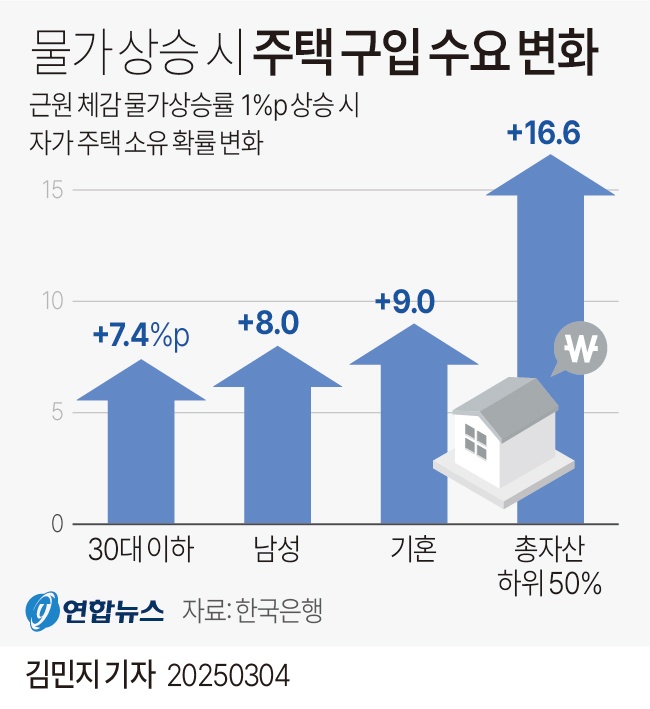 물가 상승 시 주택 구입 수요 변화
근원 체감 물가상승률 1%p 상승 시
자가 주택 소유 확률 변화
+16.6
15
10
+9.0
+8.0
+7.4%p
₩
5
0
30대 이하
남성
기혼
총자산
하위 50%
연합뉴스 자료: 한국은행
김민지 기자 20250304